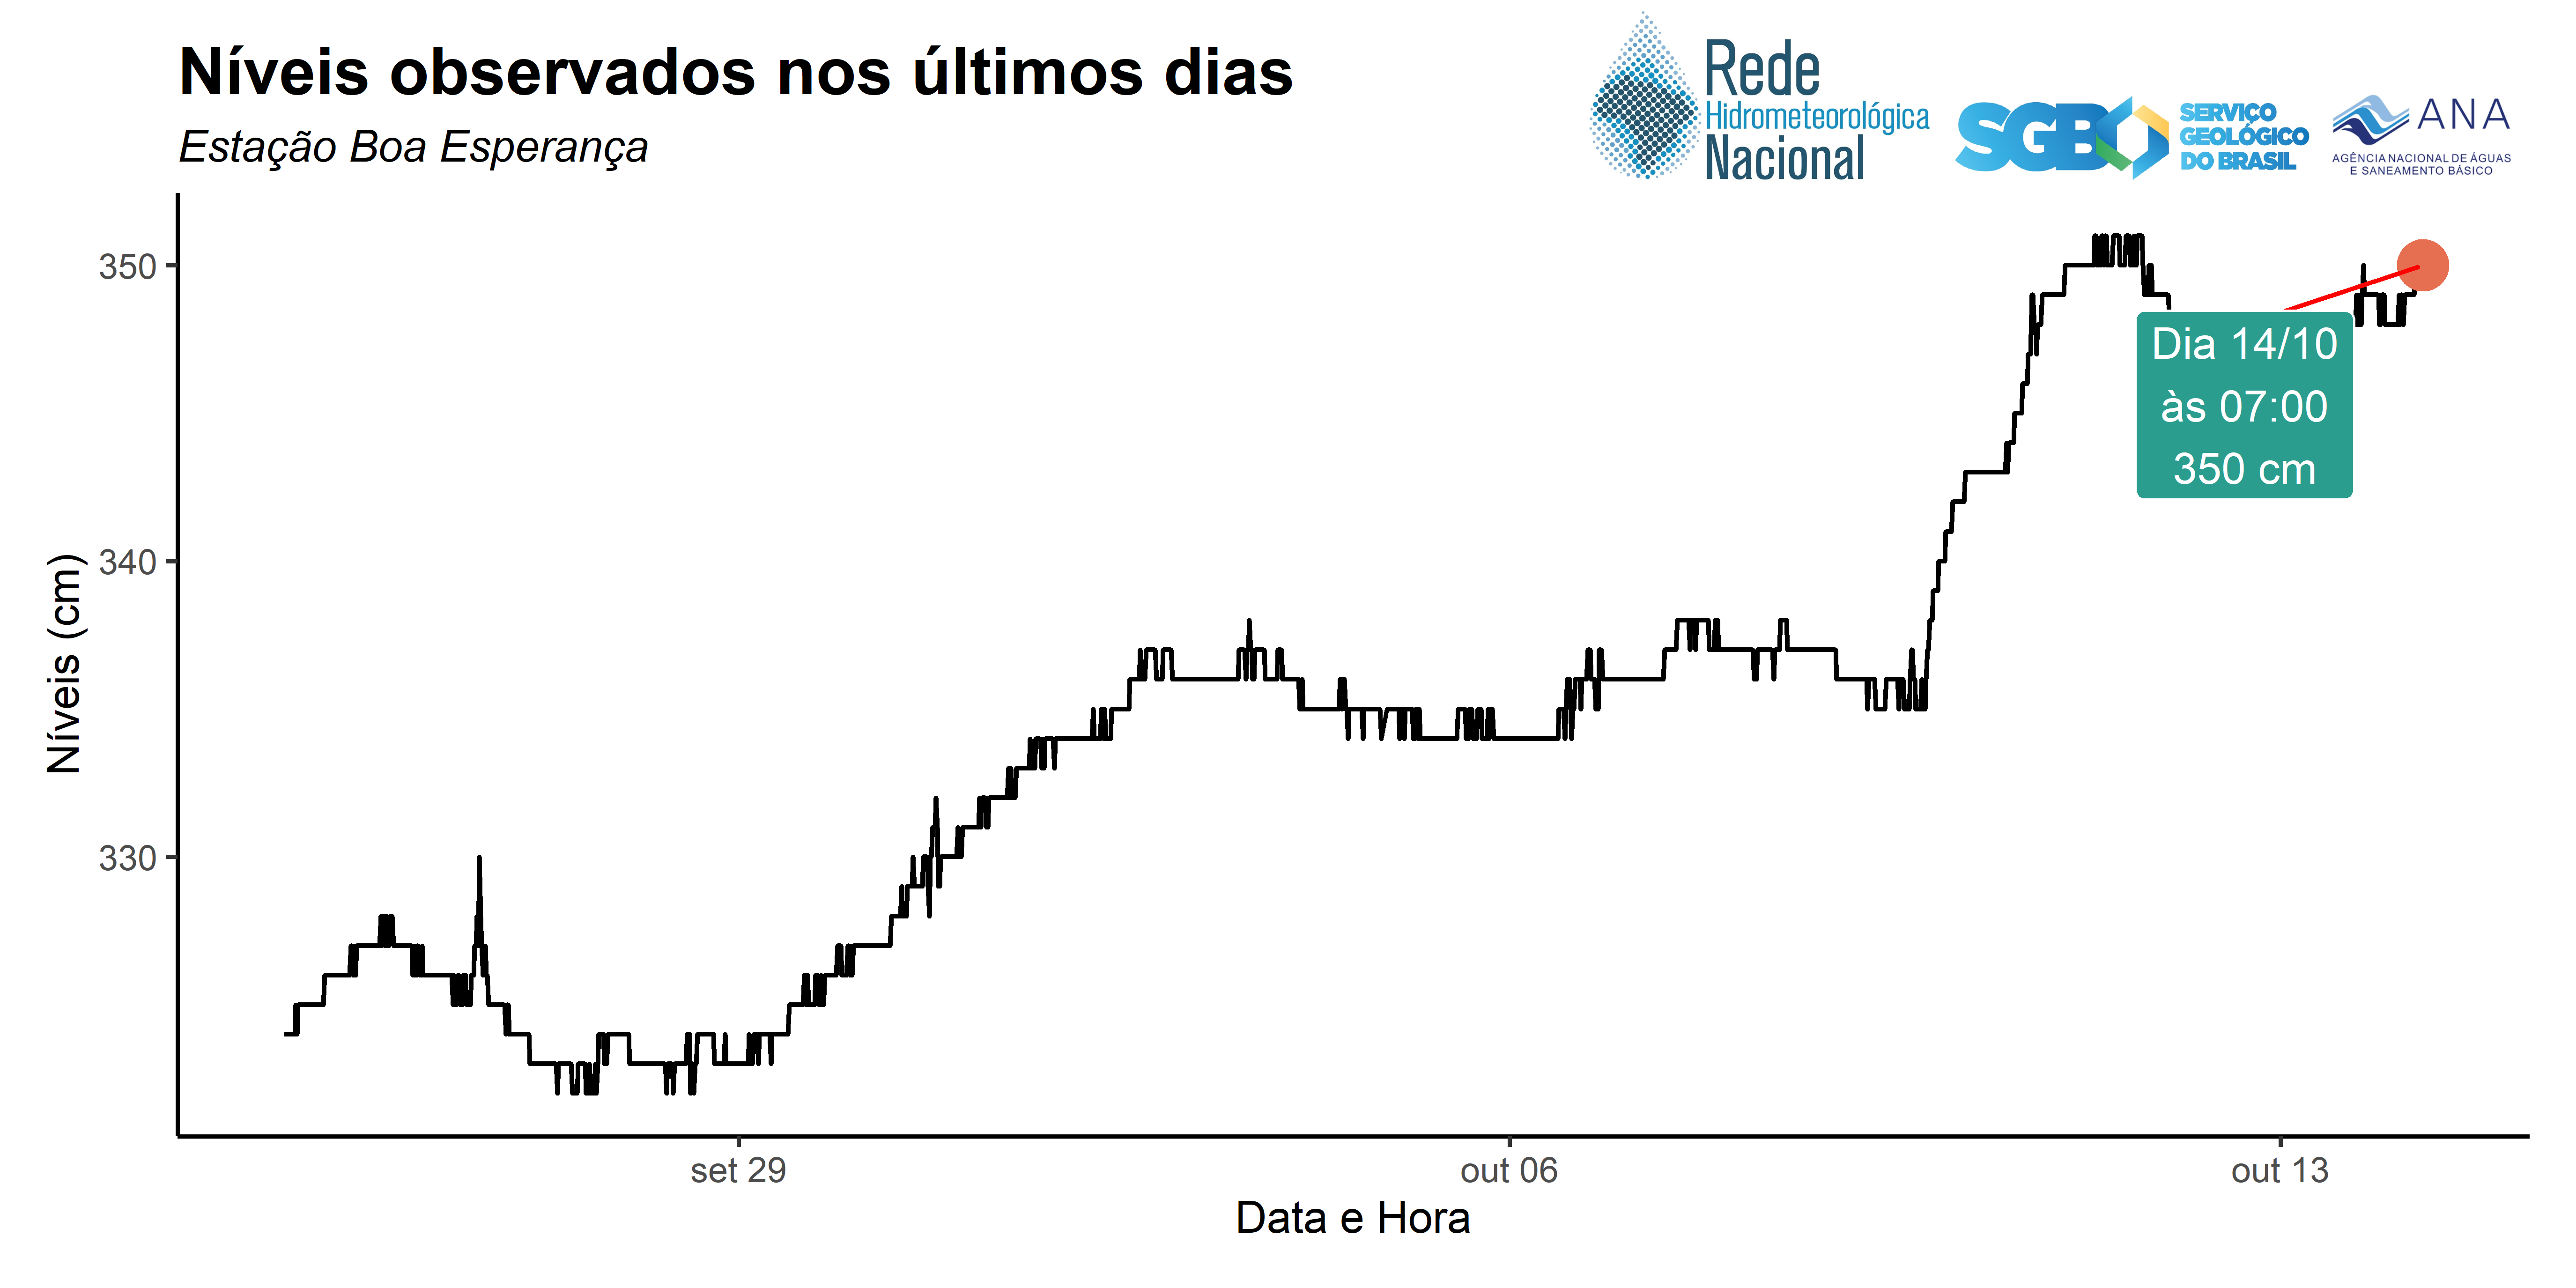 Níveis observados nos últimos dias
Estação Boa Esperança
Rede
Hidrometeorológica
Nacional
SGB
SERVIÇO
GEOLÓGICO
DO BRASIL
ANA
AGÊNCIA NACIONAL DE ÁGUAS
E SANEAMENTO BÁSICO
Níveis (cm)
350
340
330
Dia 14/10
às 07:00
350 cm
set 29
out 06
out 13
Data e Hora